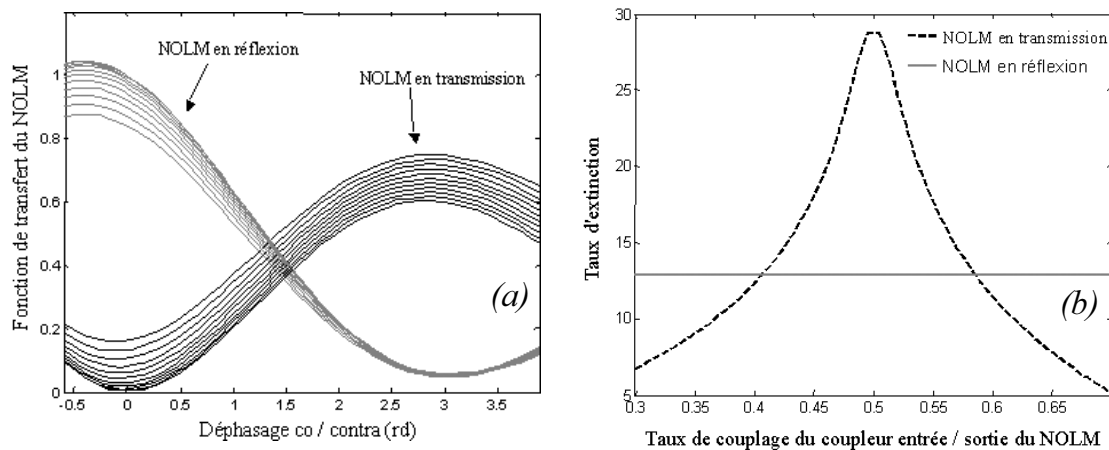 NOLM en réflexion
NOLM en transmission
Foncion de transfert du NOLM
1
0.8
0.6
0.4
0.2
0
-0.5
0
0.5
1
1.5
2
2.5
3
3.5
Déphasage co / contra (rd)
(a)
30
25
20
15
10
5
Taux d'extinction
NOLM en transmission
NOLM en réflexion
(b)
0.3
0.35
0.4
0.45
0.5
0.55
0.6
0.65
Taux de couplage du coupleur entrée / sortie du NOLM